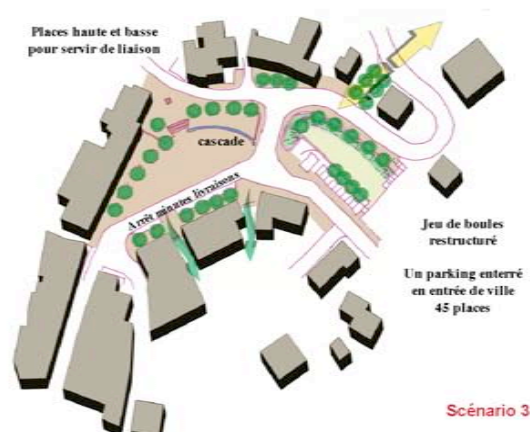 Places haute et basse
pour servir de liaison
cascade
Arrêt minutes livraisons
Jeu de boules
restructuré
Un parking enterré
en entrée de ville
45 places
Scénario 3